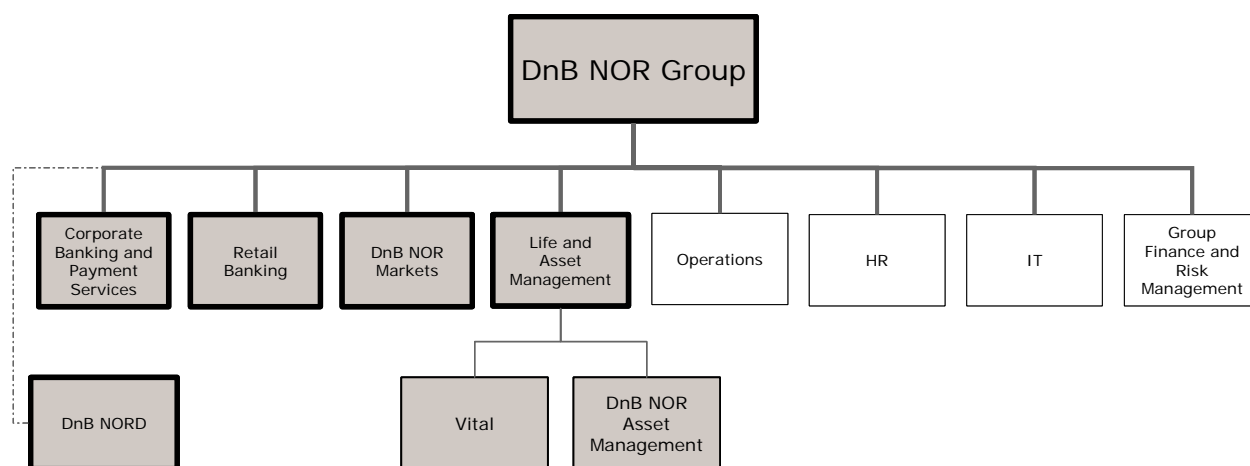 DnB NOR Group
Corporate
Banking and
Payment
Services
Retail
Banking
DnB NOR
Markets
Life and
Asset
Management
Operations
HR
IT
Group
Finance and
Risk
Management
DnB NORD
Vital
DnB NOR
Asset
Management